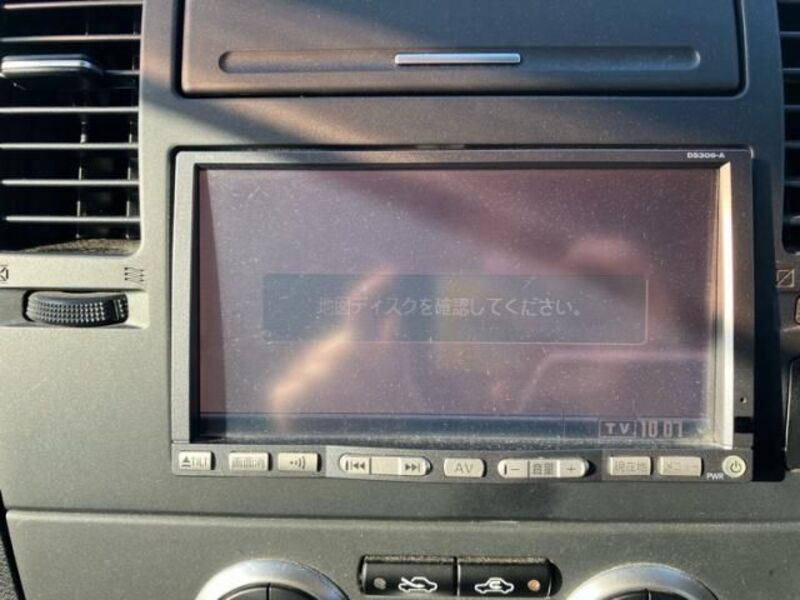 DS306-A
地図ディスクを確認してください。
TV 10:01
▲TILT 画面消 AV − 音量 + 現在地 メニュー
PWR